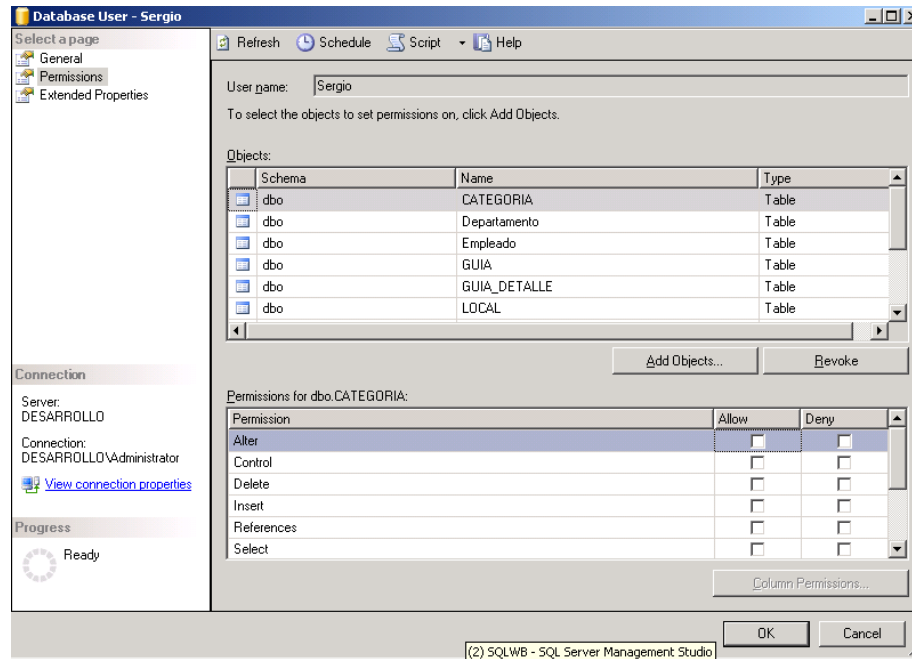 Database User - Sergio
Select a page
General
Permissions
Extended Properties
Refresh Schedule Script Help
User name: Sergio
To select the objects to set permissions on, click Add Objects.
Objects:
Schema Name Type
dbo CATEGORIA Table
dbo Departamento Table
dbo Empleado Table
dbo GUIA Table
dbo GUIA_DETALLE Table
dbo LOCAL Table
Add Objects... Revoke
Connection
Server:
DESARROLLO
Connection:
DESARROLLO\Administrator
View connection properties
Progress
Ready
Permissions for dbo.CATEGORIA:
Permission Allow Deny
Alter
Control
Delete
Insert
References
Select
Column Permissions...
OK Cancel
(2) SQLWB - SQL Server Management Studio